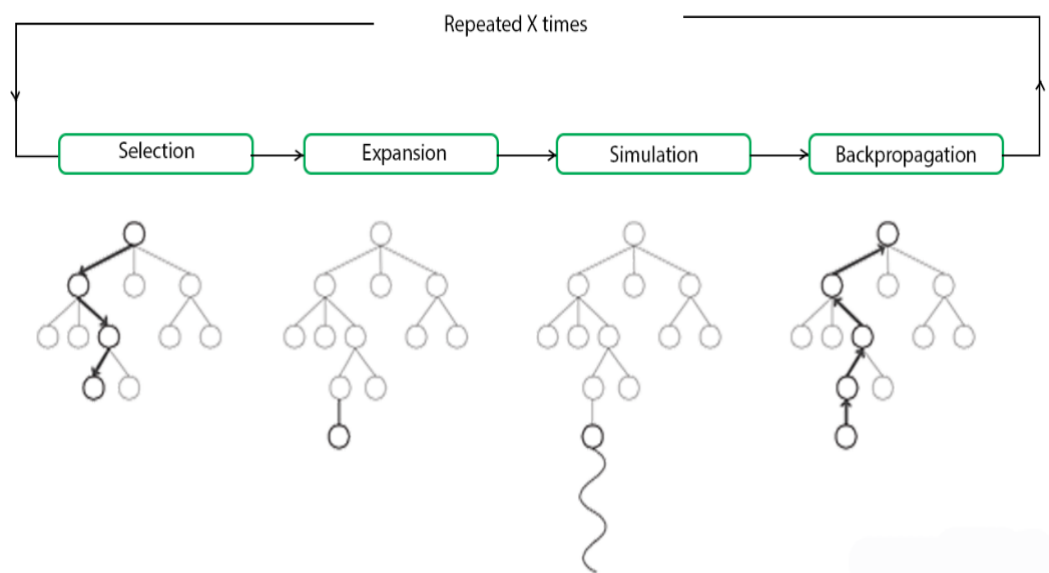 Repeated X times
Selection
Expansion
Simulation
Backpropagation